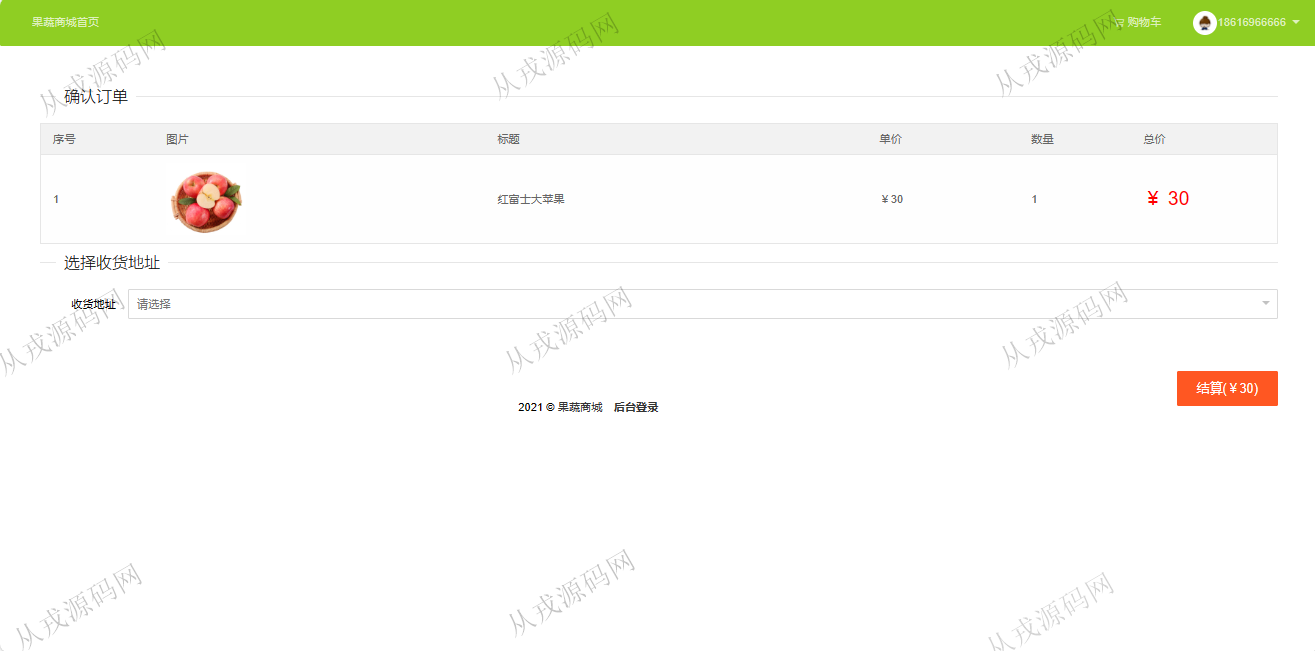 果蔬商城首页 购物车 18616966666
从戎源码网 从戎源码网 从戎源码网
确认订单
序号 图片 标题 单价 数量 总价
1 红富士大苹果 ¥30 1 ¥ 30
选择收货地址
收货地址 请选择
从戎源码网 从戎源码网 从戎源码网
结算(¥30)
2021 © 果蔬商城 后台登录
从戎源码网 从戎源码网 从戎源码网